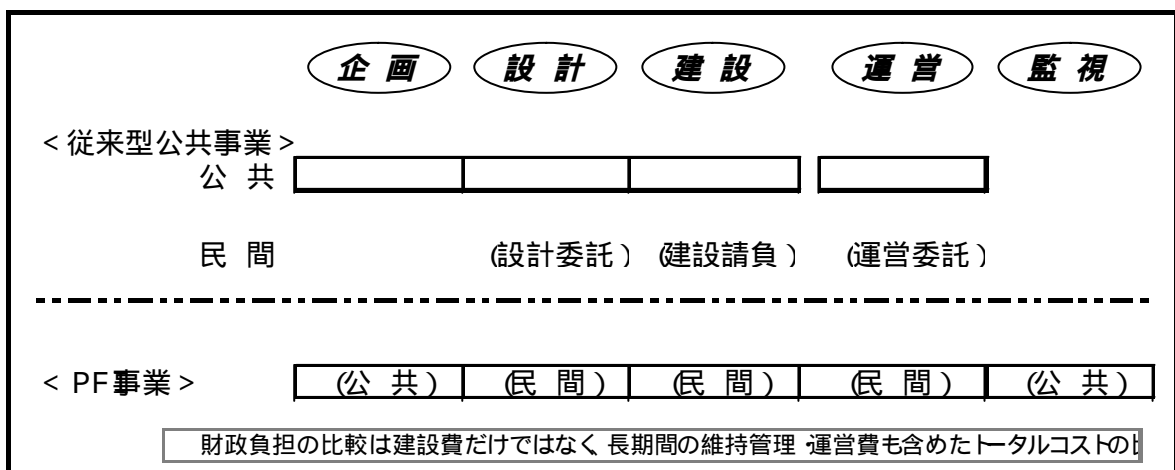 企 画 設 計 建 設 運 営 監 視
<従来型公共事業>
公 共
民 間 (設計委託) (建設請負) (運営委託)
<PFI事業> (公 共) (民 間) (民 間) (民 間) (公 共)
財政負担の比較は建設費だけではなく、長期間の維持管理・運営費も含めたトータルコストの